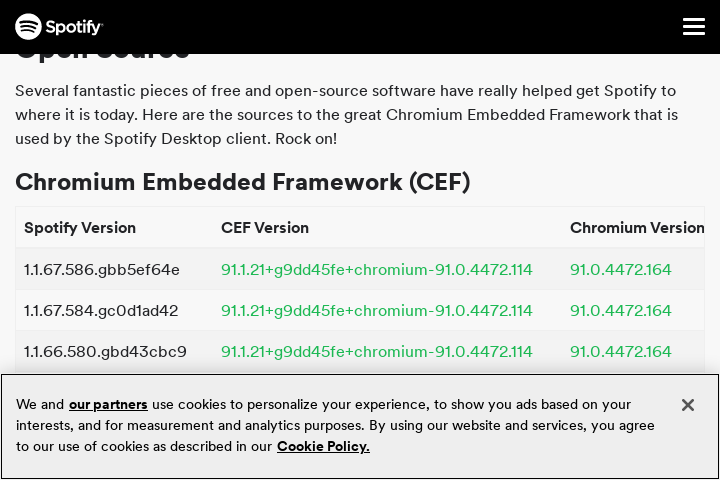 Spotify
Open Source
Several fantastic pieces of free and open-source software have really helped get Spotify to
where it is today. Here are the sources to the great Chromium Embedded Framework that is
used by the Spotify Desktop client. Rock on!
Chromium Embedded Framework (CEF)
Spotify Version CEF Version Chromium Version
1.1.67.586.gbb5ef64e 91.1.21+g9dd45fe+chromium-91.0.4472.114 91.0.4472.164
1.1.67.584.gc0d1ad42 91.1.21+g9dd45fe+chromium-91.0.4472.114 91.0.4472.164
1.1.66.580.gbd43cbc9 91.1.21+g9dd45fe+chromium-91.0.4472.114 91.0.4472.164
We and our partners use cookies to personalize your experience, to show you ads based on your
interests, and for measurement and analytics purposes. By using our website and services, you agree
to our use of cookies as described in our Cookie Policy.